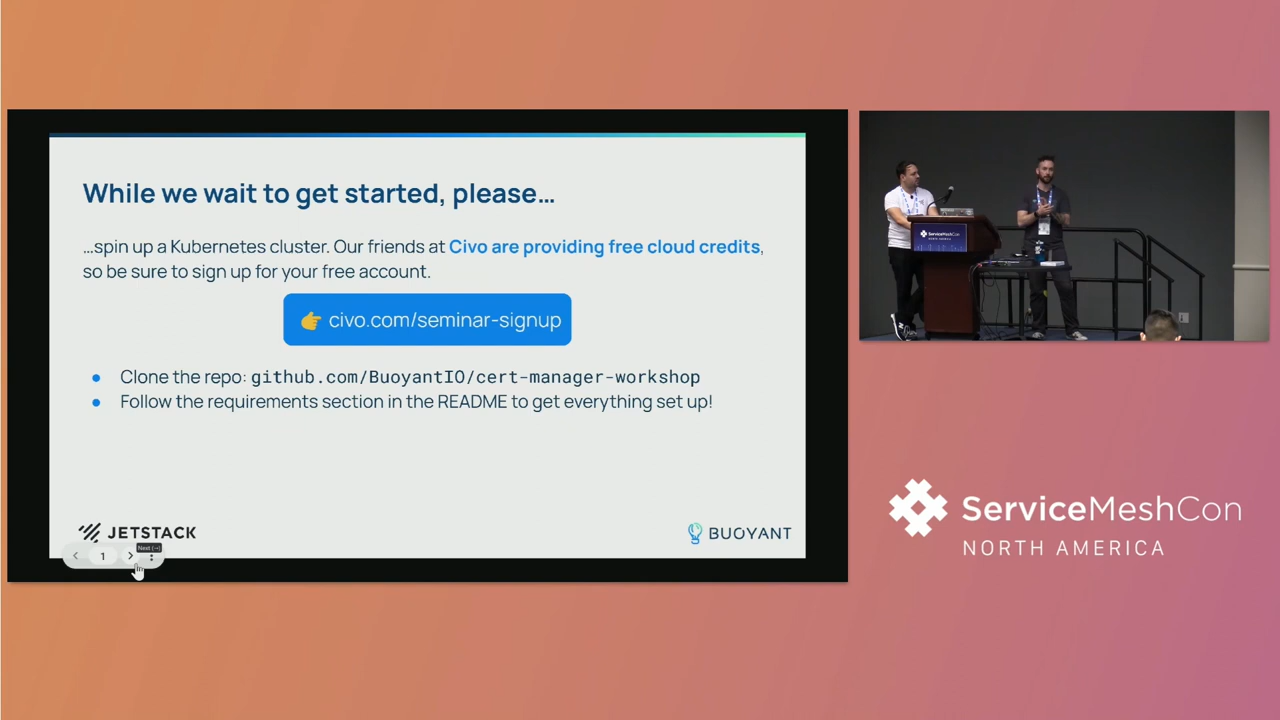 While we wait to get started, please…
…spin up a Kubernetes cluster. Our friends at Civo are providing free cloud credits,
so be sure to sign up for your free account.
👉 civo.com/seminar-signup
• Clone the repo: github.com/BuoyantIO/cert-manager-workshop
• Follow the requirements section in the README to get everything set up!
JETSTACK
BUOYANT
1
Next (→)
ServiceMeshCon
ServiceMeshCon
NORTH AMERICA